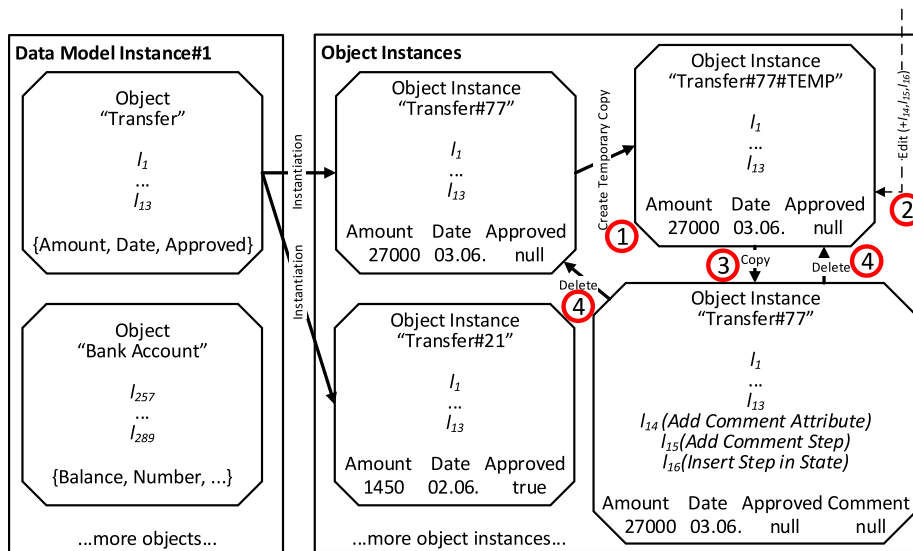 Data Model Instance#1
Object
“Transfer”
l1
...
l13
{Amount, Date, Approved}
Object
“Bank Account”
l257
...
l289
{Balance, Number, ...}
...more objects...
Instantiation
Instantiation
Object Instances
Object Instance
“Transfer#77”
l1
...
l13
Amount Date Approved
27000 03.06. null
Object Instance
“Transfer#21”
l1
...
l13
Amount Date Approved
1450 02.06. true
...more object instances...
Create Temporary Copy
1
Object Instance
“Transfer#77#TEMP”
l1
...
l13
Amount Date Approved
27000 03.06. null
Edit (+l14,l15,l16)
2
3
Copy
Delete
4
Delete
4
Object Instance
“Transfer#77”
l1
...
l13
l14 (Add Comment Attribute)
l15(Add Comment Step)
l16(Insert Step in State)
Amount Date Approved Comment
27000 03.06. null null